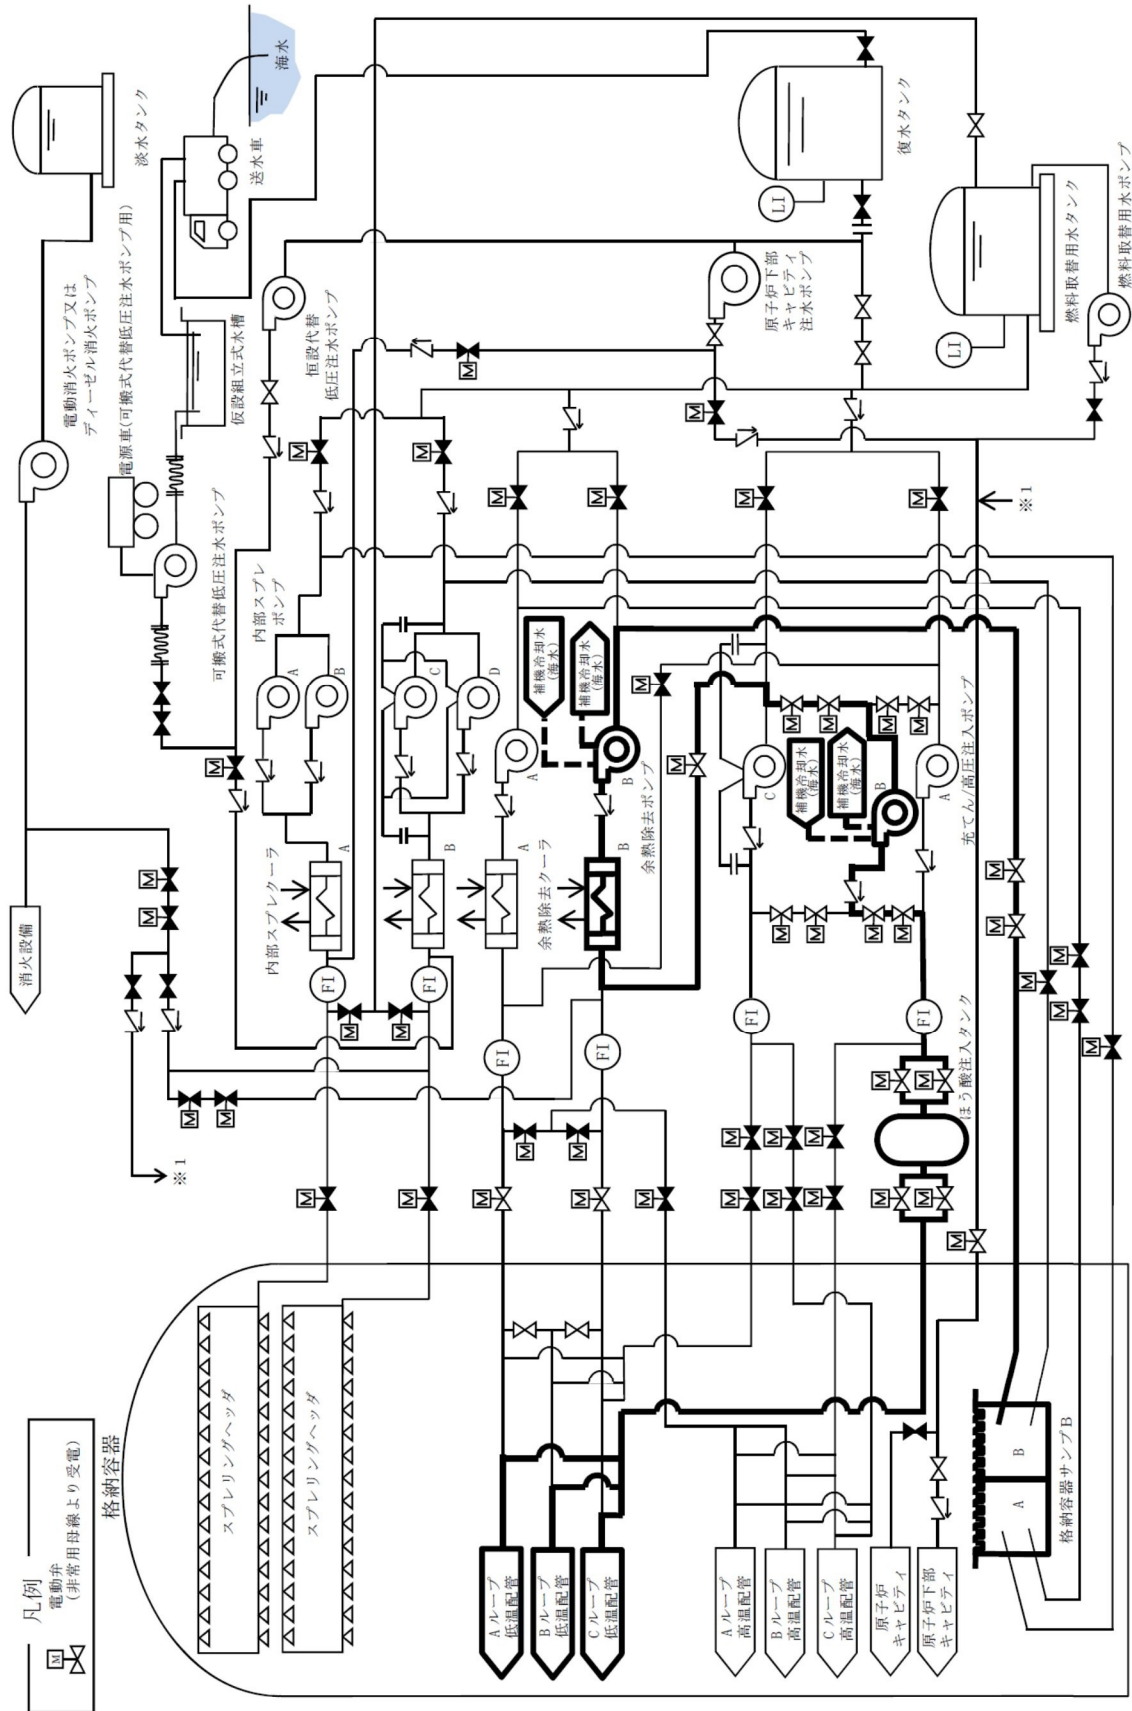 凡例
電動弁
(非常用母線より受電)
M
格納容器
スプレリングヘッダ
スプレリングヘッダ
Aループ
低温配管
Bループ
低温配管
Cループ
低温配管
Aループ
高温配管
Bループ
高温配管
Cループ
高温配管
原子炉
キャビティ
原子炉下部
キャビティ
A
B
格納容器サンプB
消火設備
※1
内部スプレクーラ
A
B
余熱除去クーラ
A
B
FI
FI
FI
FI
FI
FI
ほう酸注入タンク
電動消火ポンプ又は
ディーゼル消火ポンプ
電源車(可搬式代替低圧注水ポンプ用)
可搬式代替低圧注水ポンプ
仮設組立式水槽
内部スプレ
ポンプ
A
B
C
D
補機冷却水
(海水)
補機冷却水
(海水)
A
B
余熱除去ポンプ
補機冷却水
(海水)
補機冷却水
(海水)
C
B
A
充てん/高圧注入ポンプ
※1
淡水タンク
送水車
海水
恒設代替
低圧注水ポンプ
原子炉下部
キャビティ
注水ポンプ
LI
復水タンク
LI
燃料取替用水タンク
燃料取替用水ポンプ